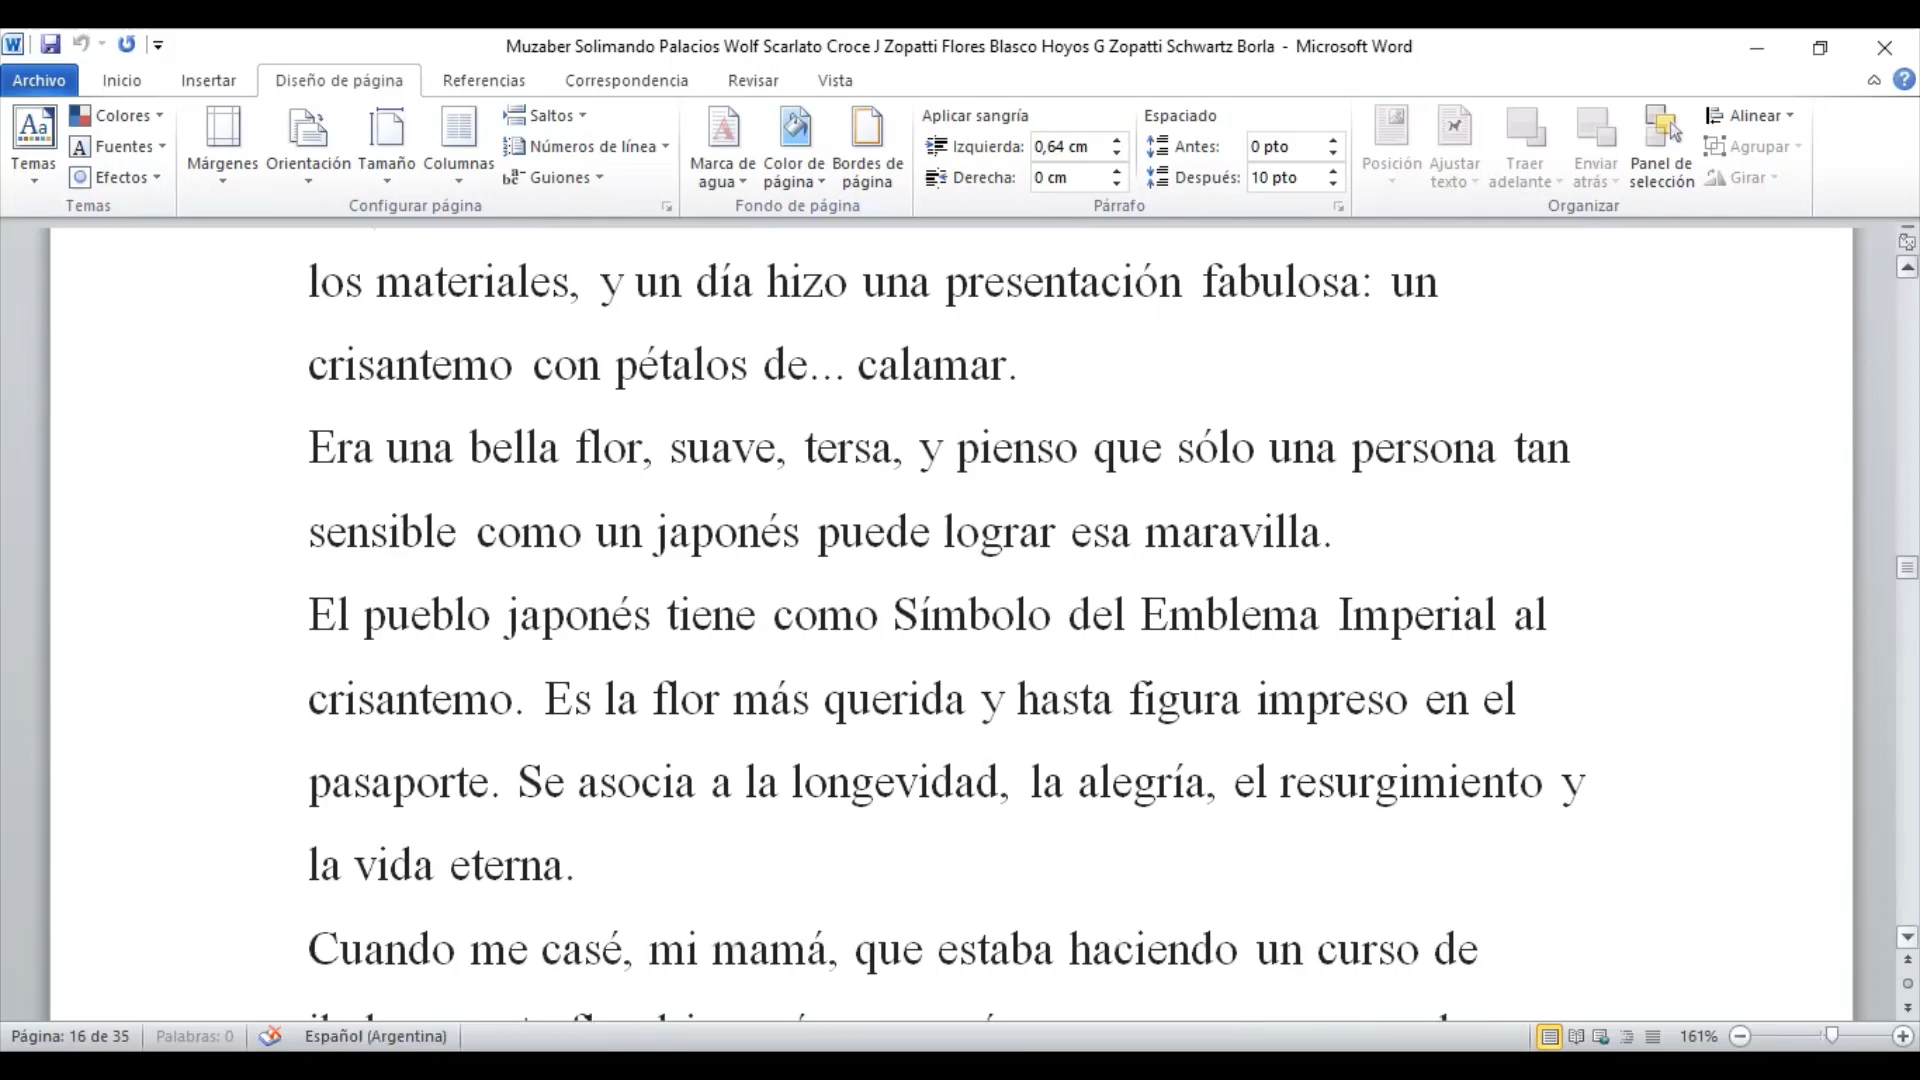 Muzaber Solimando Palacios Wolf Scarlato Croce J Zopatti Flores Blasco Hoyos G Zopatti Schwartz Borla - Microsoft Word
Archivo Inicio Insertar Diseño de página Referencias Correspondencia Revisar Vista
Temas
Colores
Fuentes
Efectos
Temas
Márgenes Orientación Tamaño Columnas
Saltos
Números de línea
Guiones
Configurar página
Marca de agua
Color de página
Bordes de página
Fondo de página
Aplicar sangría
Izquierda: 0,64 cm
Derecha: 0 cm
Espaciado
Antes: 0 pto
Después: 10 pto
Párrafo
Posición
Ajustar texto
Traer adelante
Enviar atrás
Panel de selección
Alinear
Agrupar
Girar
Organizar
los materiales, y un día hizo una presentación fabulosa: un
crisantemo con pétalos de... calamar.
Era una bella flor, suave, tersa, y pienso que sólo una persona tan
sensible como un japonés puede lograr esa maravilla.
El pueblo japonés tiene como Símbolo del Emblema Imperial al
crisantemo. Es la flor más querida y hasta figura impreso en el
pasaporte. Se asocia a la longevidad, la alegría, el resurgimiento y
la vida eterna.
Cuando me casé, mi mamá, que estaba haciendo un curso de
Página: 16 de 35 Palabras: 0 Español (Argentina) 161%